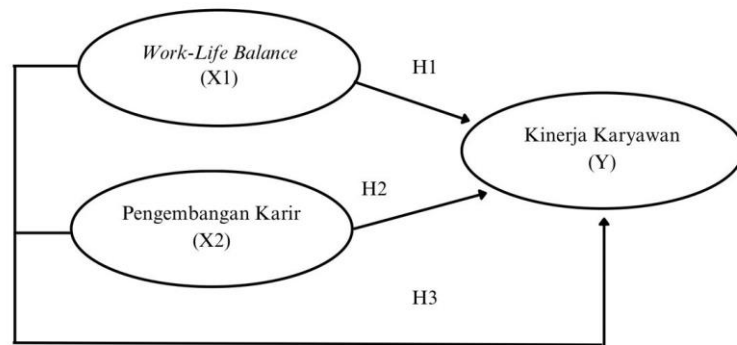 Work-Life Balance
(X1)
H1
Kinerja Karyawan
(Y)
H2
Pengembangan Karir
(X2)
H3